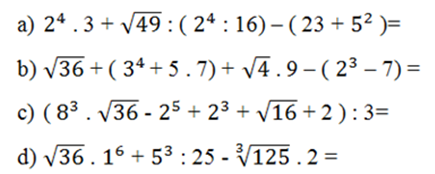 a) 2⁴ . 3 + √49 : ( 2⁴ : 16) – ( 23 + 5² )=
b) √36 + ( 3⁴ + 5 . 7) + √4 . 9 – ( 2³ – 7) =
c) ( 8³ . √36 - 2⁵ + 2³ + √16 + 2 ) : 3=
d) √36 . 1⁶ + 5³ : 25 - ∛125 . 2 =